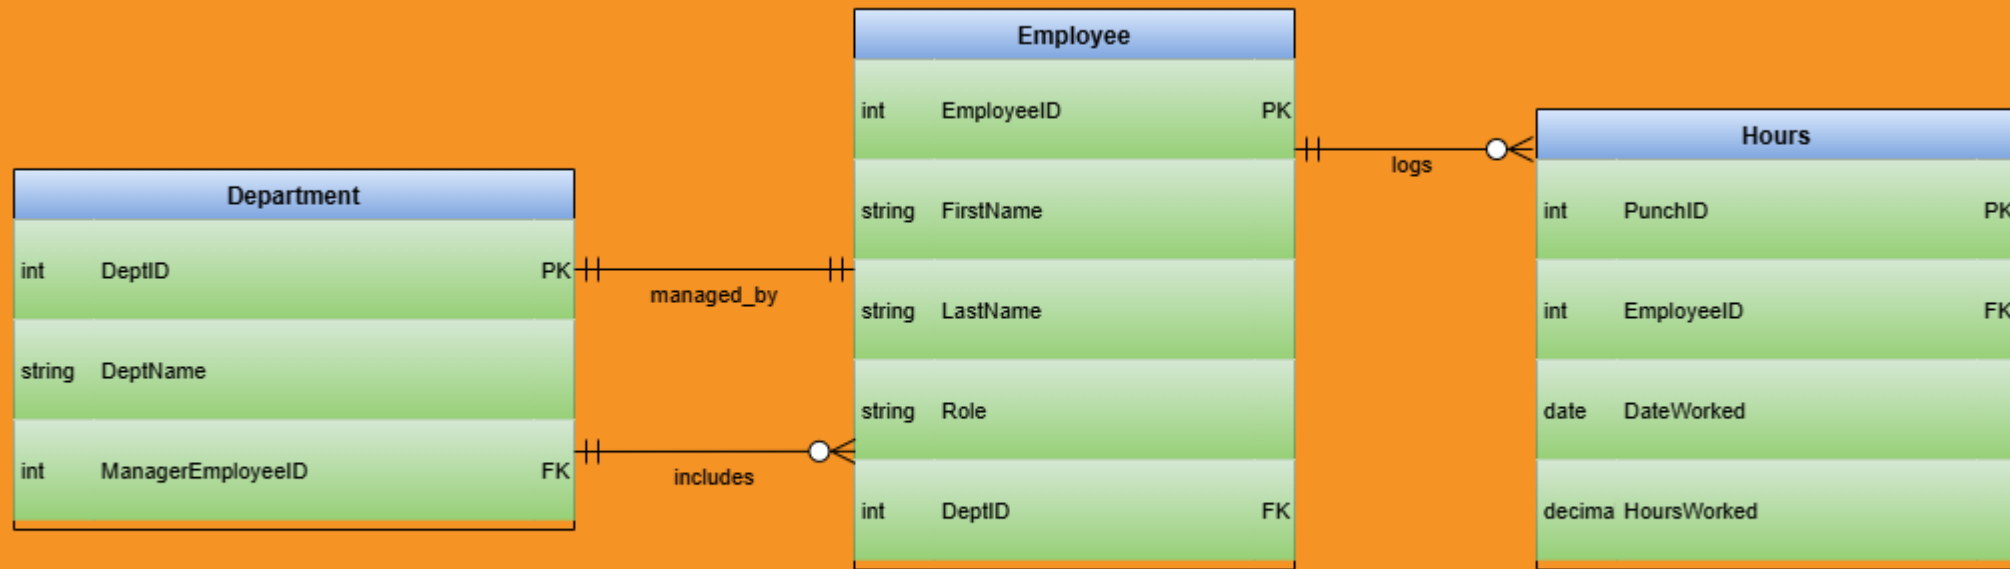 Department
int DeptID PK
string DeptName
int ManagerEmployeeID FK
managed_by
includes
Employee
int EmployeeID PK
string FirstName
string LastName
string Role
int DeptID FK
logs
Hours
int PunchID PK
int EmployeeID FK
date DateWorked
decima HoursWorked